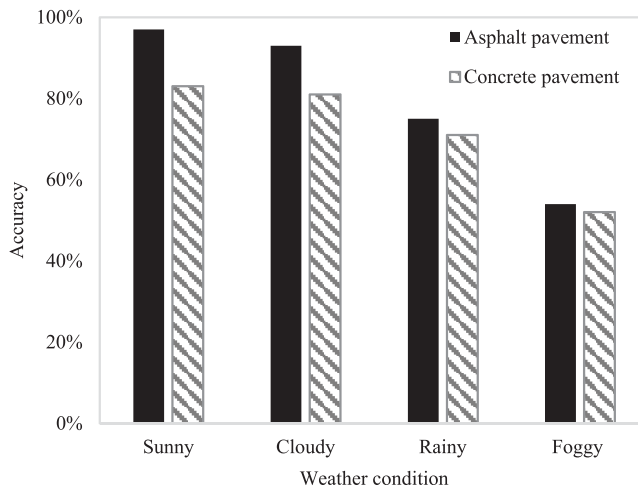 100%
80%
60%
40%
20%
0%
Accuracy
Asphalt pavement
Concrete pavement
Sunny Cloudy Rainy Foggy
Weather condition